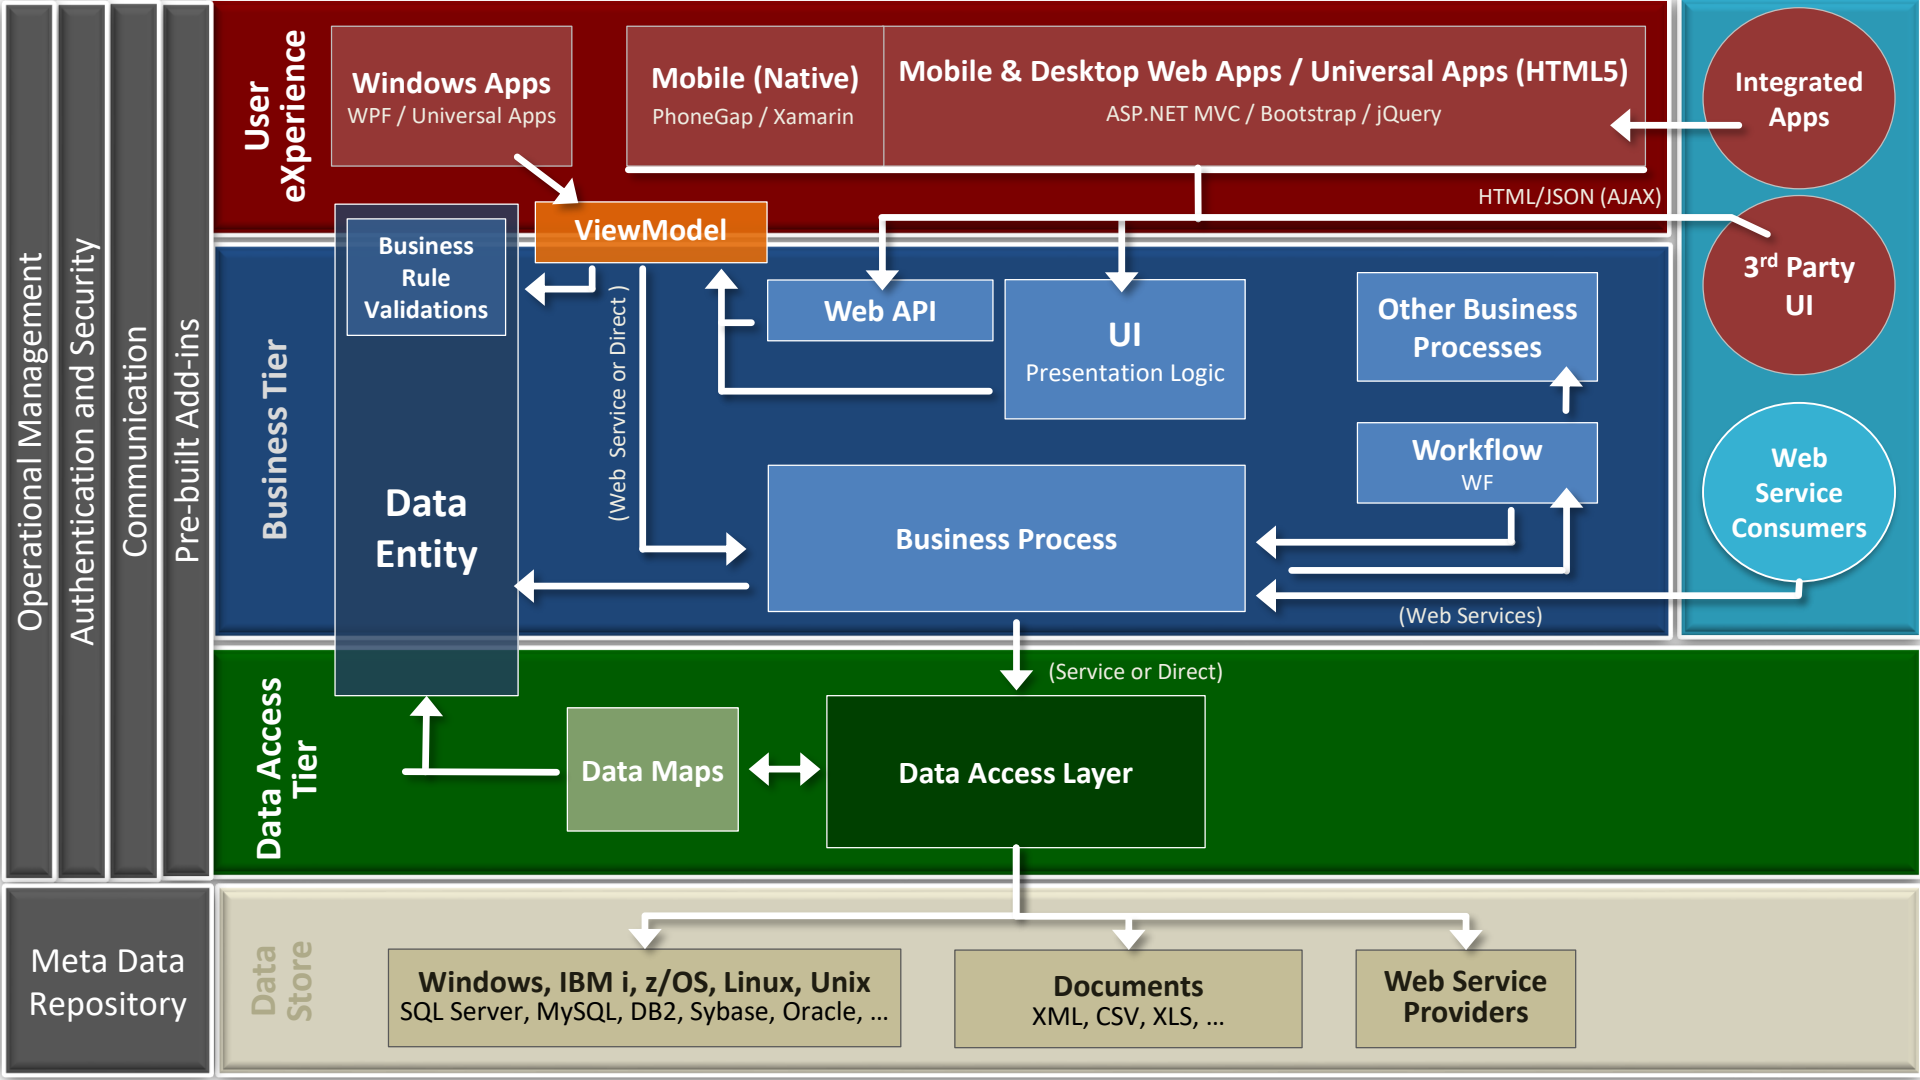 Operational Management
Authentication and Security
Communication
Pre-built Add-ins
Meta Data
Repository
User
eXperience
Windows Apps
WPF / Universal Apps
Mobile (Native)
PhoneGap / Xamarin
Mobile & Desktop Web Apps / Universal Apps (HTML5)
ASP.NET MVC / Bootstrap / jQuery
HTML/JSON (AJAX)
Integrated
Apps
3rd Party
UI
Web
Service
Consumers
Business Tier
ViewModel
Business
Rule
Validations
Data
Entity
(Web Service or Direct )
Web API
UI
Presentation Logic
Other Business
Processes
Workflow
WF
Business Process
(Web Services)
(Service or Direct)
Data Access
Tier
Data Maps
Data Access Layer
Data
Store
Windows, IBM i, z/OS, Linux, Unix
SQL Server, MySQL, DB2, Sybase, Oracle, ...
Documents
XML, CSV, XLS, ...
Web Service
Providers